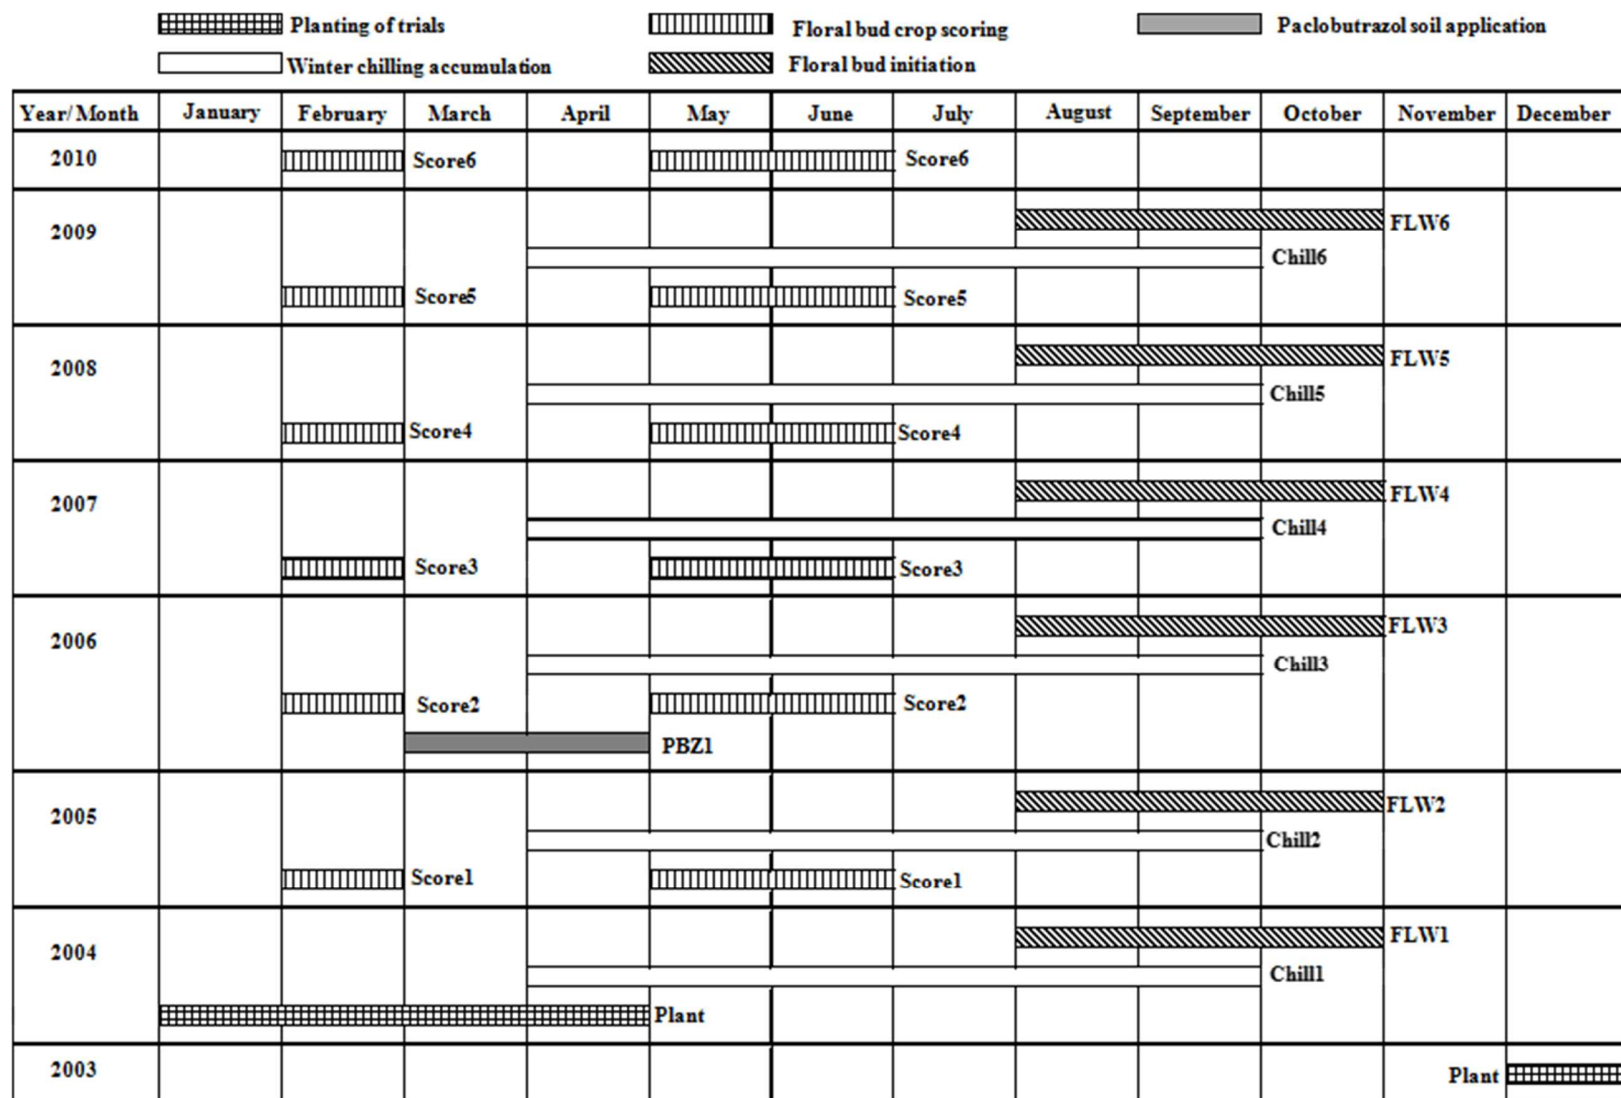 Planting of trials Floral bud crop scoring Paclobutrazol soil application
Winter chilling accumulation Floral bud initiation
Year/Month January February March April May June July August September October November December
2010 Score6 Score6
FLW6
2009
Chill6
Score5 Score5
FLW5
2008
Chill5
Score4 Score4
FLW4
2007
Chill4
Score3 Score3
FLW3
2006
Chill3
Score2 Score2
PBZ1
FLW2
2005
Chill2
Score1 Score1
FLW1
2004
Chill1
Plant
2003 Plant